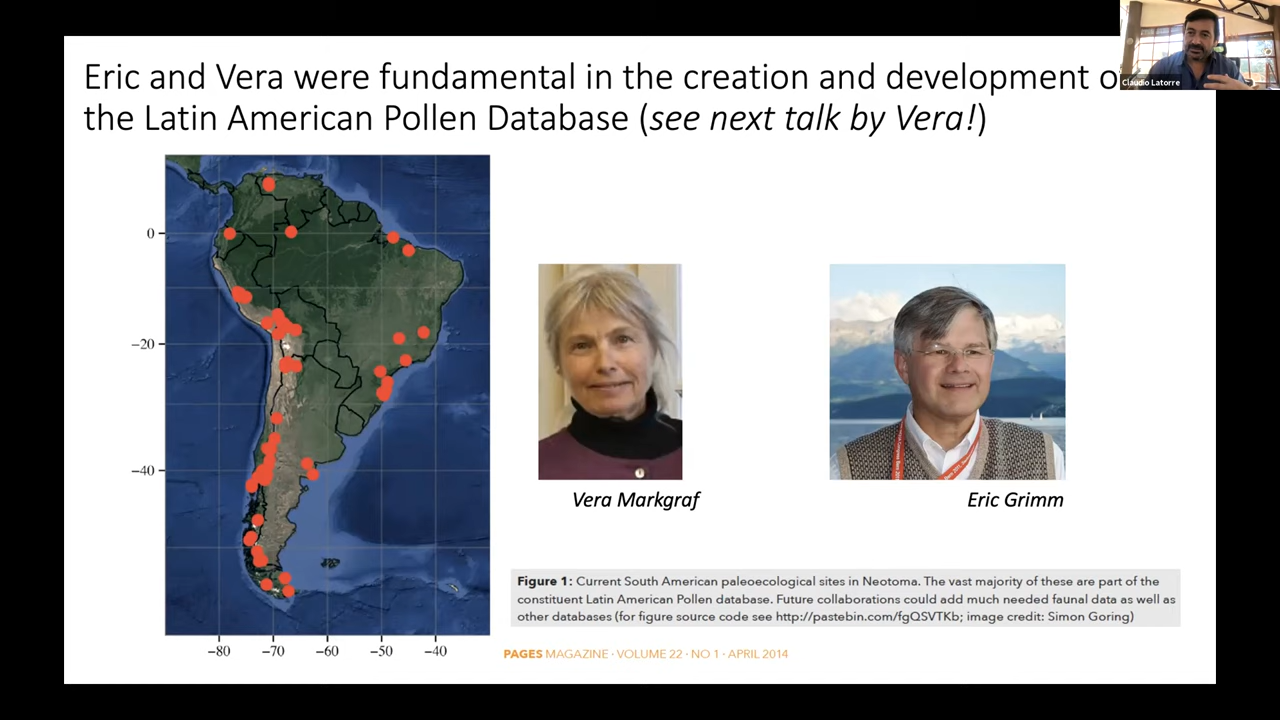 Eric and Vera were fundamental in the creation and development
the Latin American Pollen Database (see next talk by Vera!)
Claudio Latorre
0
−20
−40
−80
−70
−60
−50
−40
Vera Markgraf
Eric Grimm
Figure 1: Current South American paleoecological sites in Neotoma. The vast majority of these are part of the
constituent Latin American Pollen database. Future collaborations could add much needed faunal data as well as
other databases (for figure source code see http://pastebin.com/fgQSVTKb; image credit: Simon Goring)
PAGES MAGAZINE · VOLUME 22 · NO 1 · APRIL 2014